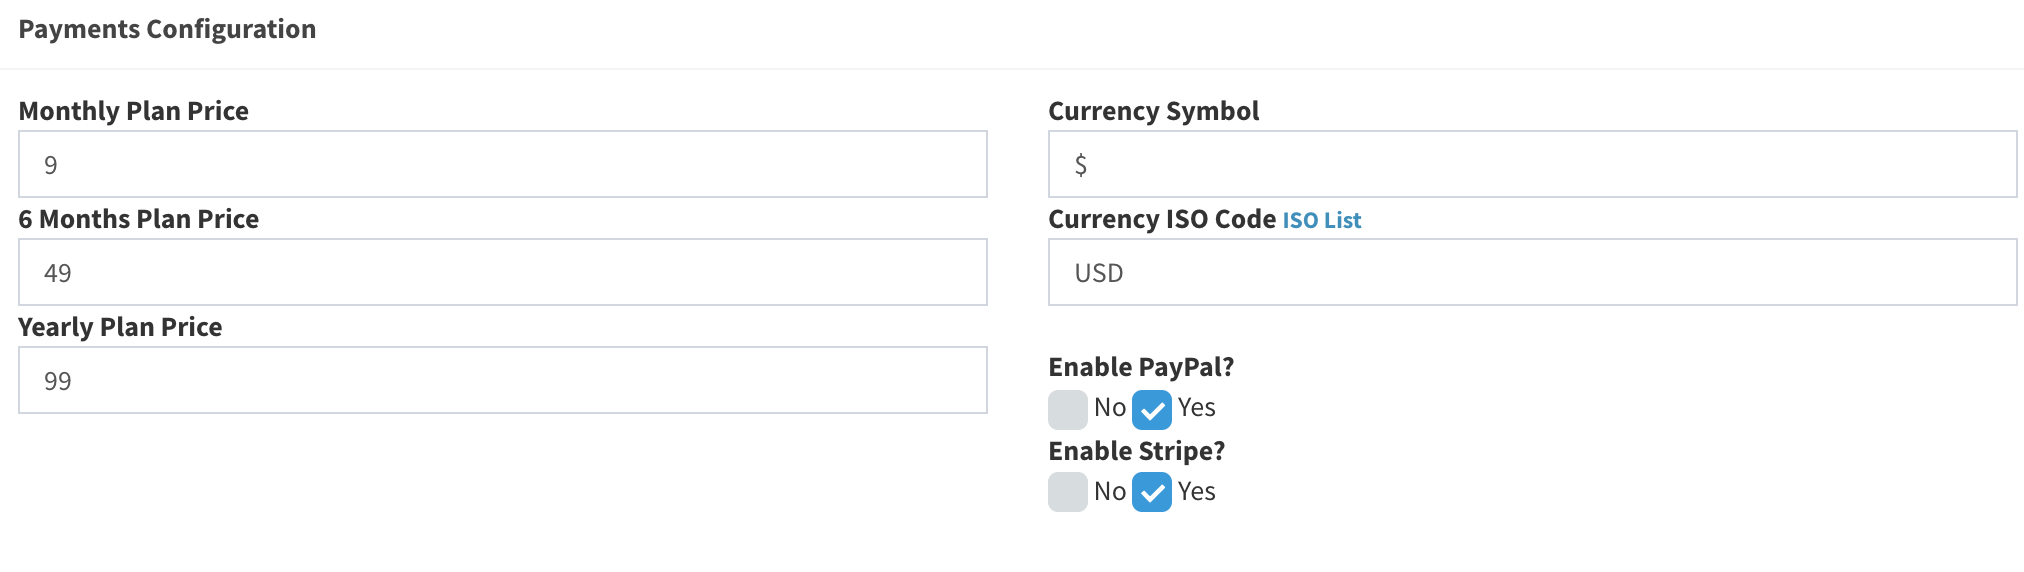 Payments Configuration
Monthly Plan Price
9
6 Months Plan Price
49
Yearly Plan Price
99
Currency Symbol
$
Currency ISO Code ISO List
USD
Enable PayPal?
No Yes
Enable Stripe?
No Yes